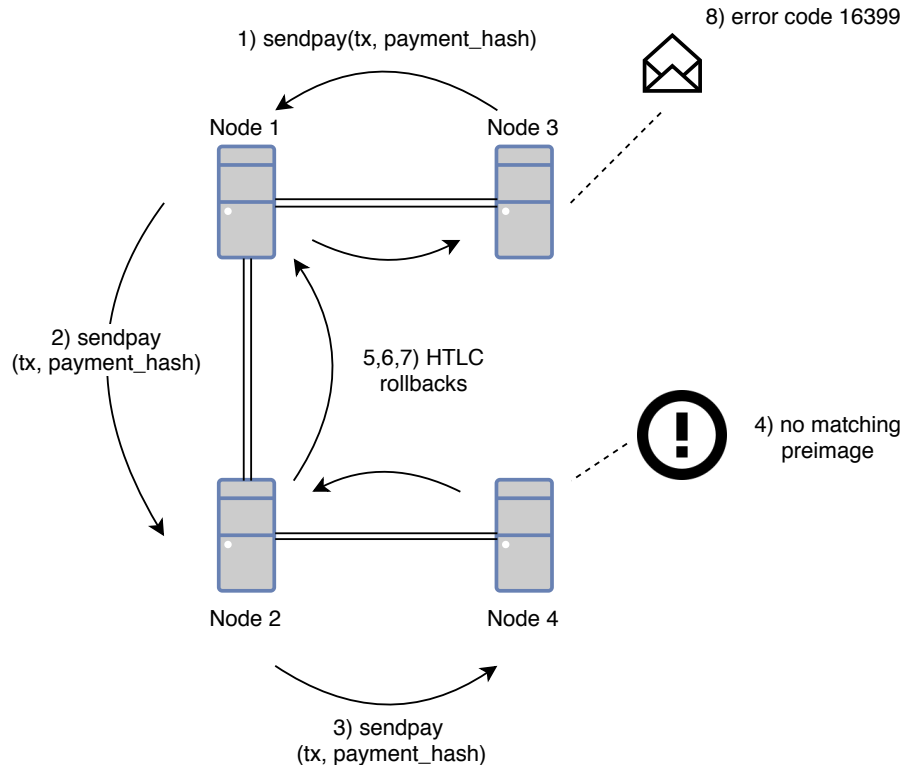 8) error code 16399
1) sendpay(tx, payment_hash)
Node 1
Node 3
2) sendpay
(tx, payment_hash)
5,6,7) HTLC
rollbacks
4) no matching
preimage
Node 2
Node 4
3) sendpay
(tx, payment_hash)